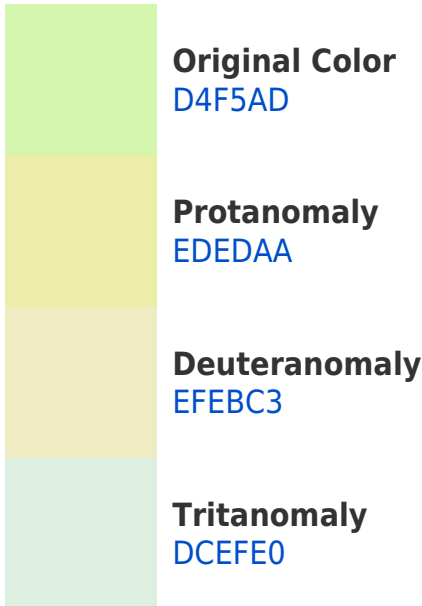 Original Color
D4F5AD
Protanomaly
EDEDAA
Deuteranomaly
EFEBC3
Tritanomaly
DCEFE0